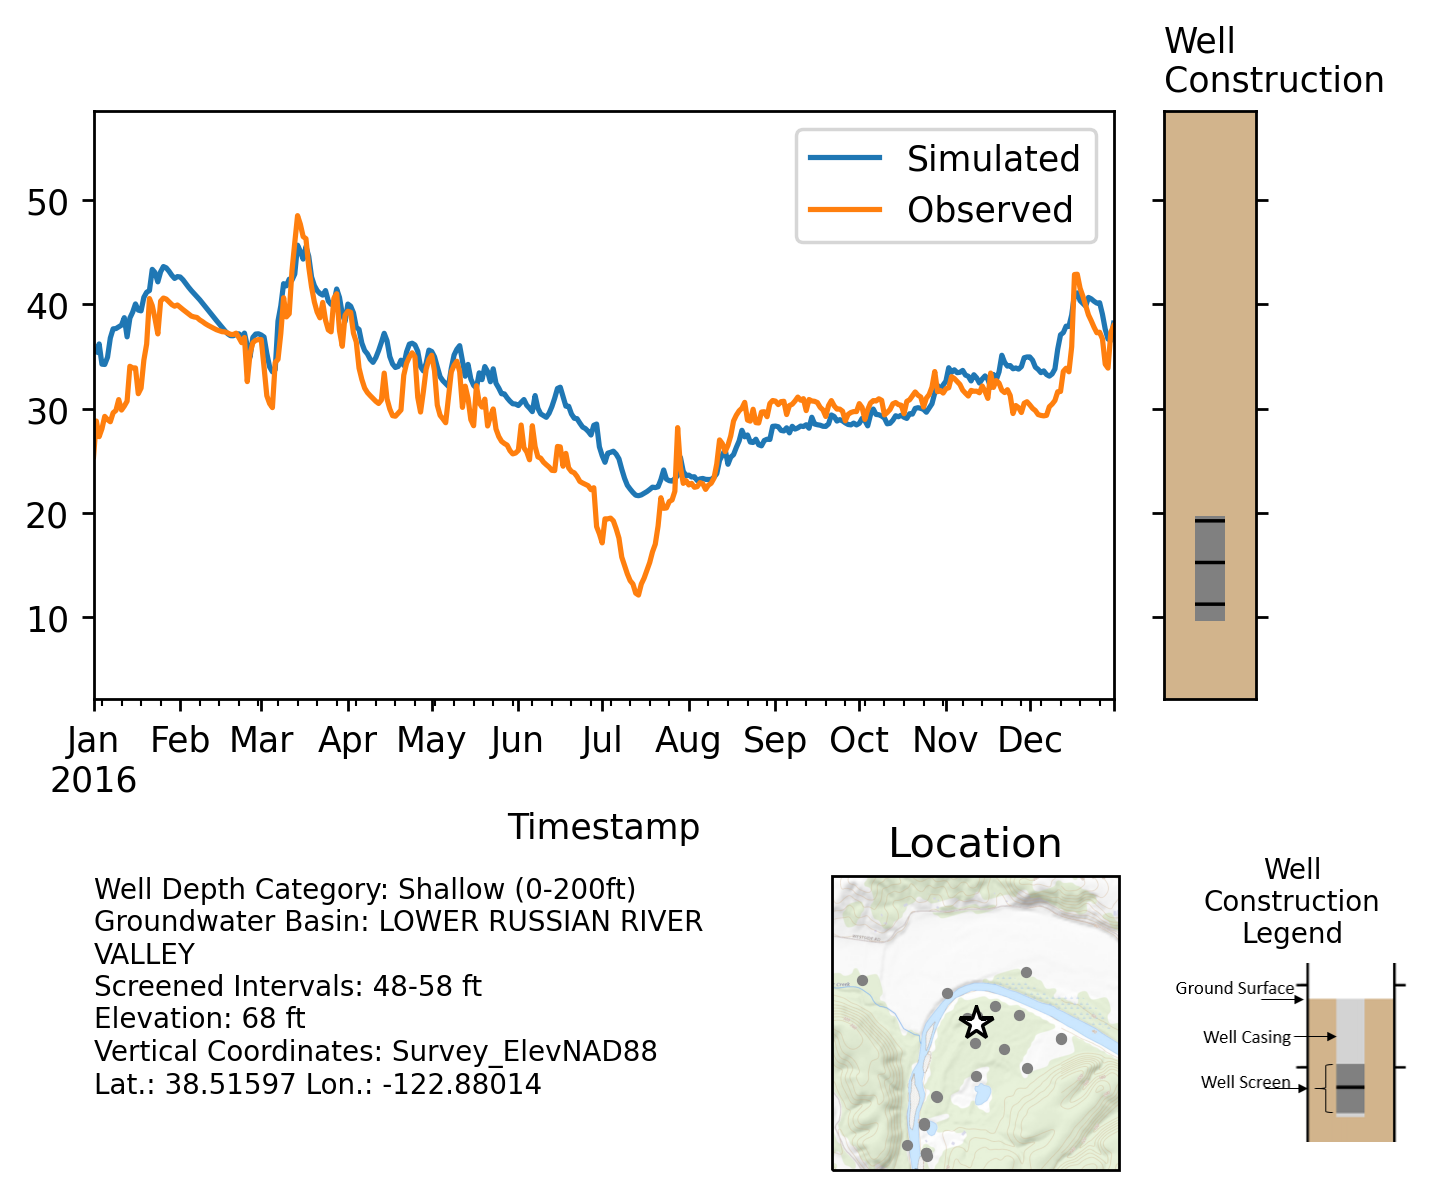 Well
Construction
Simulated
Observed
50
40
30
20
10
Jan Feb Mar Apr May Jun Jul Aug Sep Oct Nov Dec
2016
Timestamp
Well Depth Category: Shallow (0-200ft)
Groundwater Basin: LOWER RUSSIAN RIVER
VALLEY
Screened Intervals: 48-58 ft
Elevation: 68 ft
Vertical Coordinates: Survey_ElevNAD88
Lat.: 38.51597 Lon.: -122.88014
Location
Well
Construction
Legend
Ground Surface
Well Casing
Well Screen